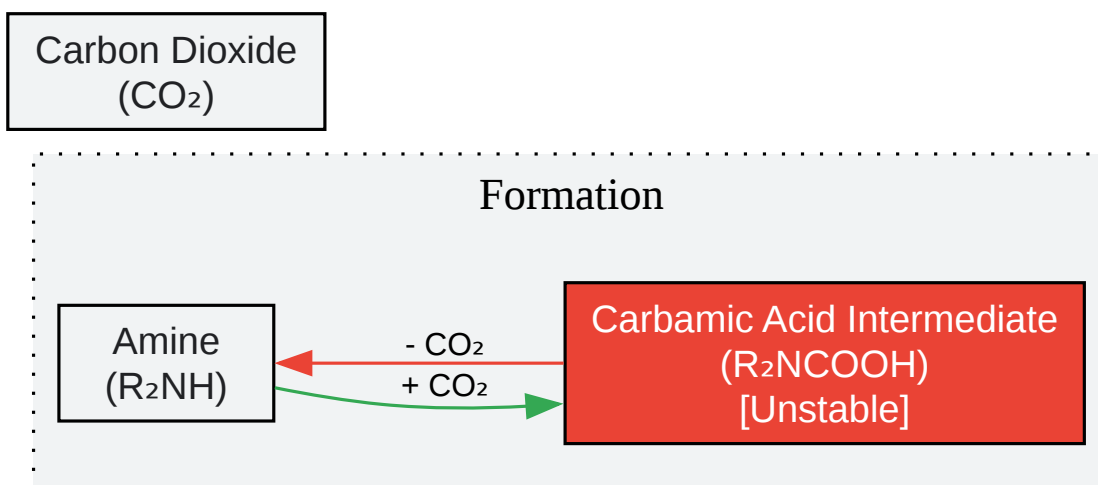 Carbon Dioxide
(CO₂)
Formation
Amine
(R₂NH)
- CO₂
+ CO₂
Carbamic Acid Intermediate
(R₂NCOOH)
[Unstable]